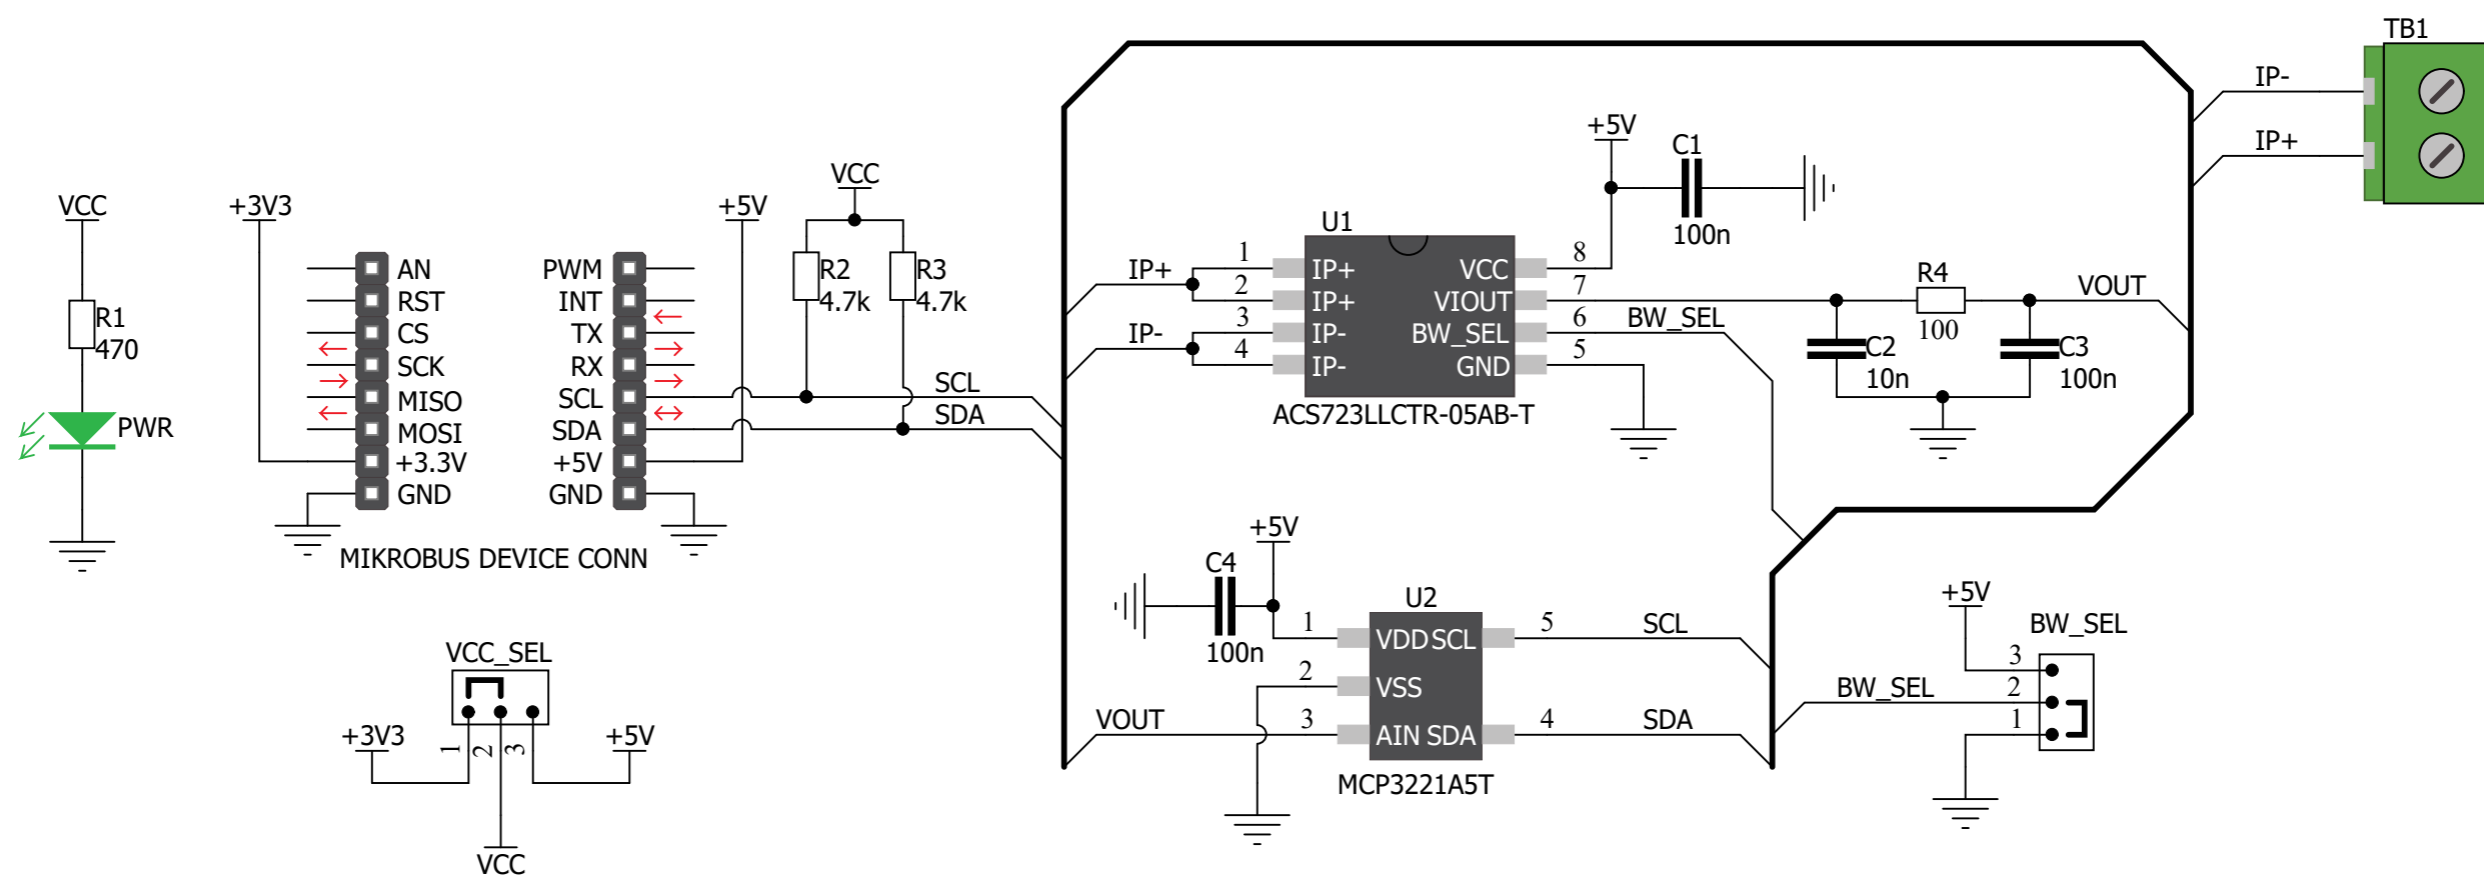 VCC
R1
470
PWR
+3V3
+5V
AN
RST
CS
SCK
MISO
MOSI
+3.3V
GND
PWM
INT
TX
RX
SCL
SDA
+5V
GND
MIKROBUS DEVICE CONN
VCC
R2
4.7k
R3
4.7k
SCL
SDA
VCC_SEL
+3V3
1
2
3
+5V
VCC
IP+
IP-
U1
1
2
3
4
IP+
IP+
IP-
IP-
VCC
VIOUT
BW_SEL
GND
8
7
6
5
ACS723LLCTR-05AB-T
+5V
C1
100n
BW_SEL
R4
100
C2
10n
C3
100n
VOUT
TB1
IP-
IP+
+5V
C4
100n
U2
1
2
3
VDD SCL
VSS
AIN SDA
5
4
MCP3221A5T
VOUT
SCL
SDA
+5V
BW_SEL
3
2
1
BW_SEL